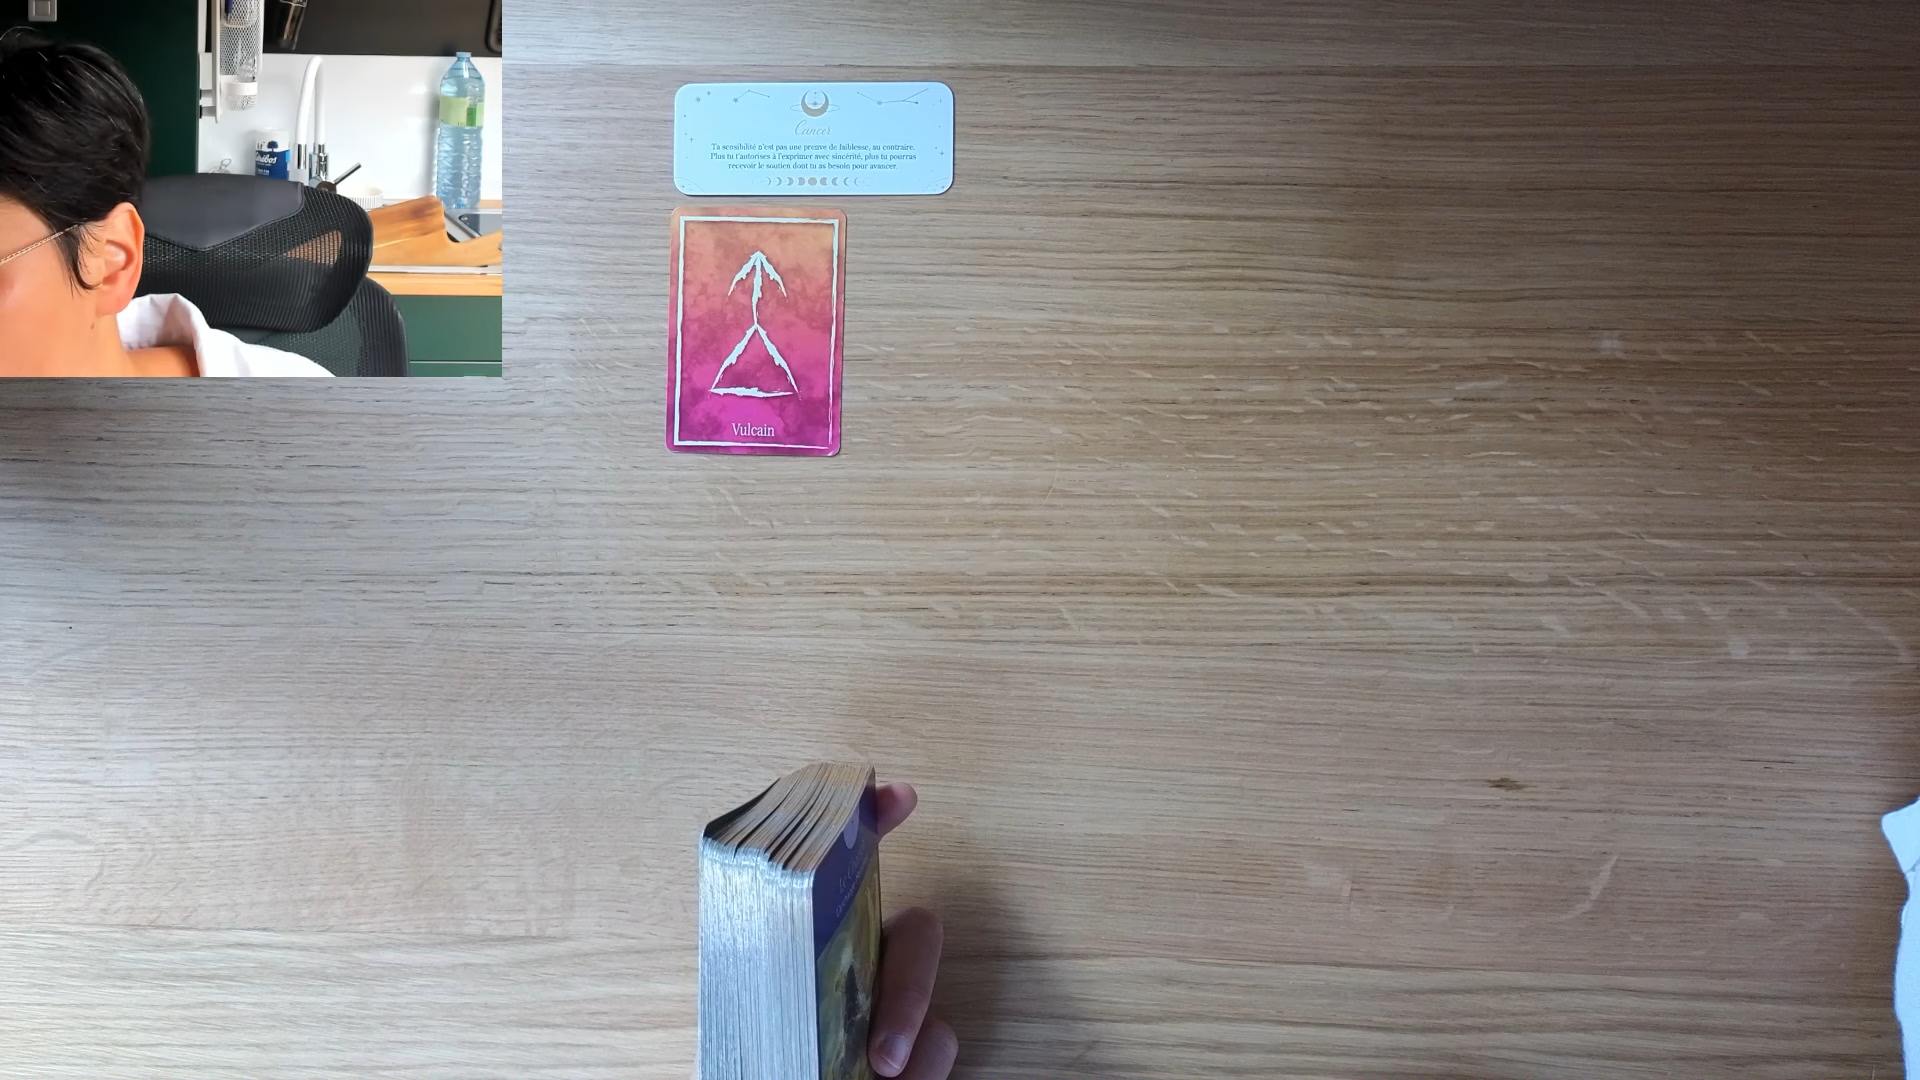 Cancer
Ta sensibilité n'est pas une preuve de faiblesse, au contraire.
Plus tu t'autorises à l'exprimer avec sincérité, plus tu pourras
recevoir le soutien dont tu as besoin pour avancer.
Vulcain